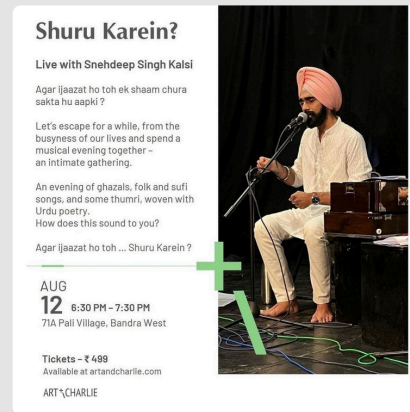 Shuru Karein?
Live with Snehdeep Singh Kalsi
Agar ijaazat ho toh ek shaam chura
sakta hu aapki ?
Let's escape for a while, from the
busyness of our lives and spend a
musical evening together –
an intimate gathering.
An evening of ghazals, folk and sufi
songs, and some thumri, woven with
Urdu poetry.
How does this sound to you?
Agar ijaazat ho toh ... Shuru Karein ?
AUG
12 6:30 PM – 7:30 PM
71A Pali Village, Bandra West
Tickets – ₹ 499
Available at artandcharlie.com
ART+\CHARLIE